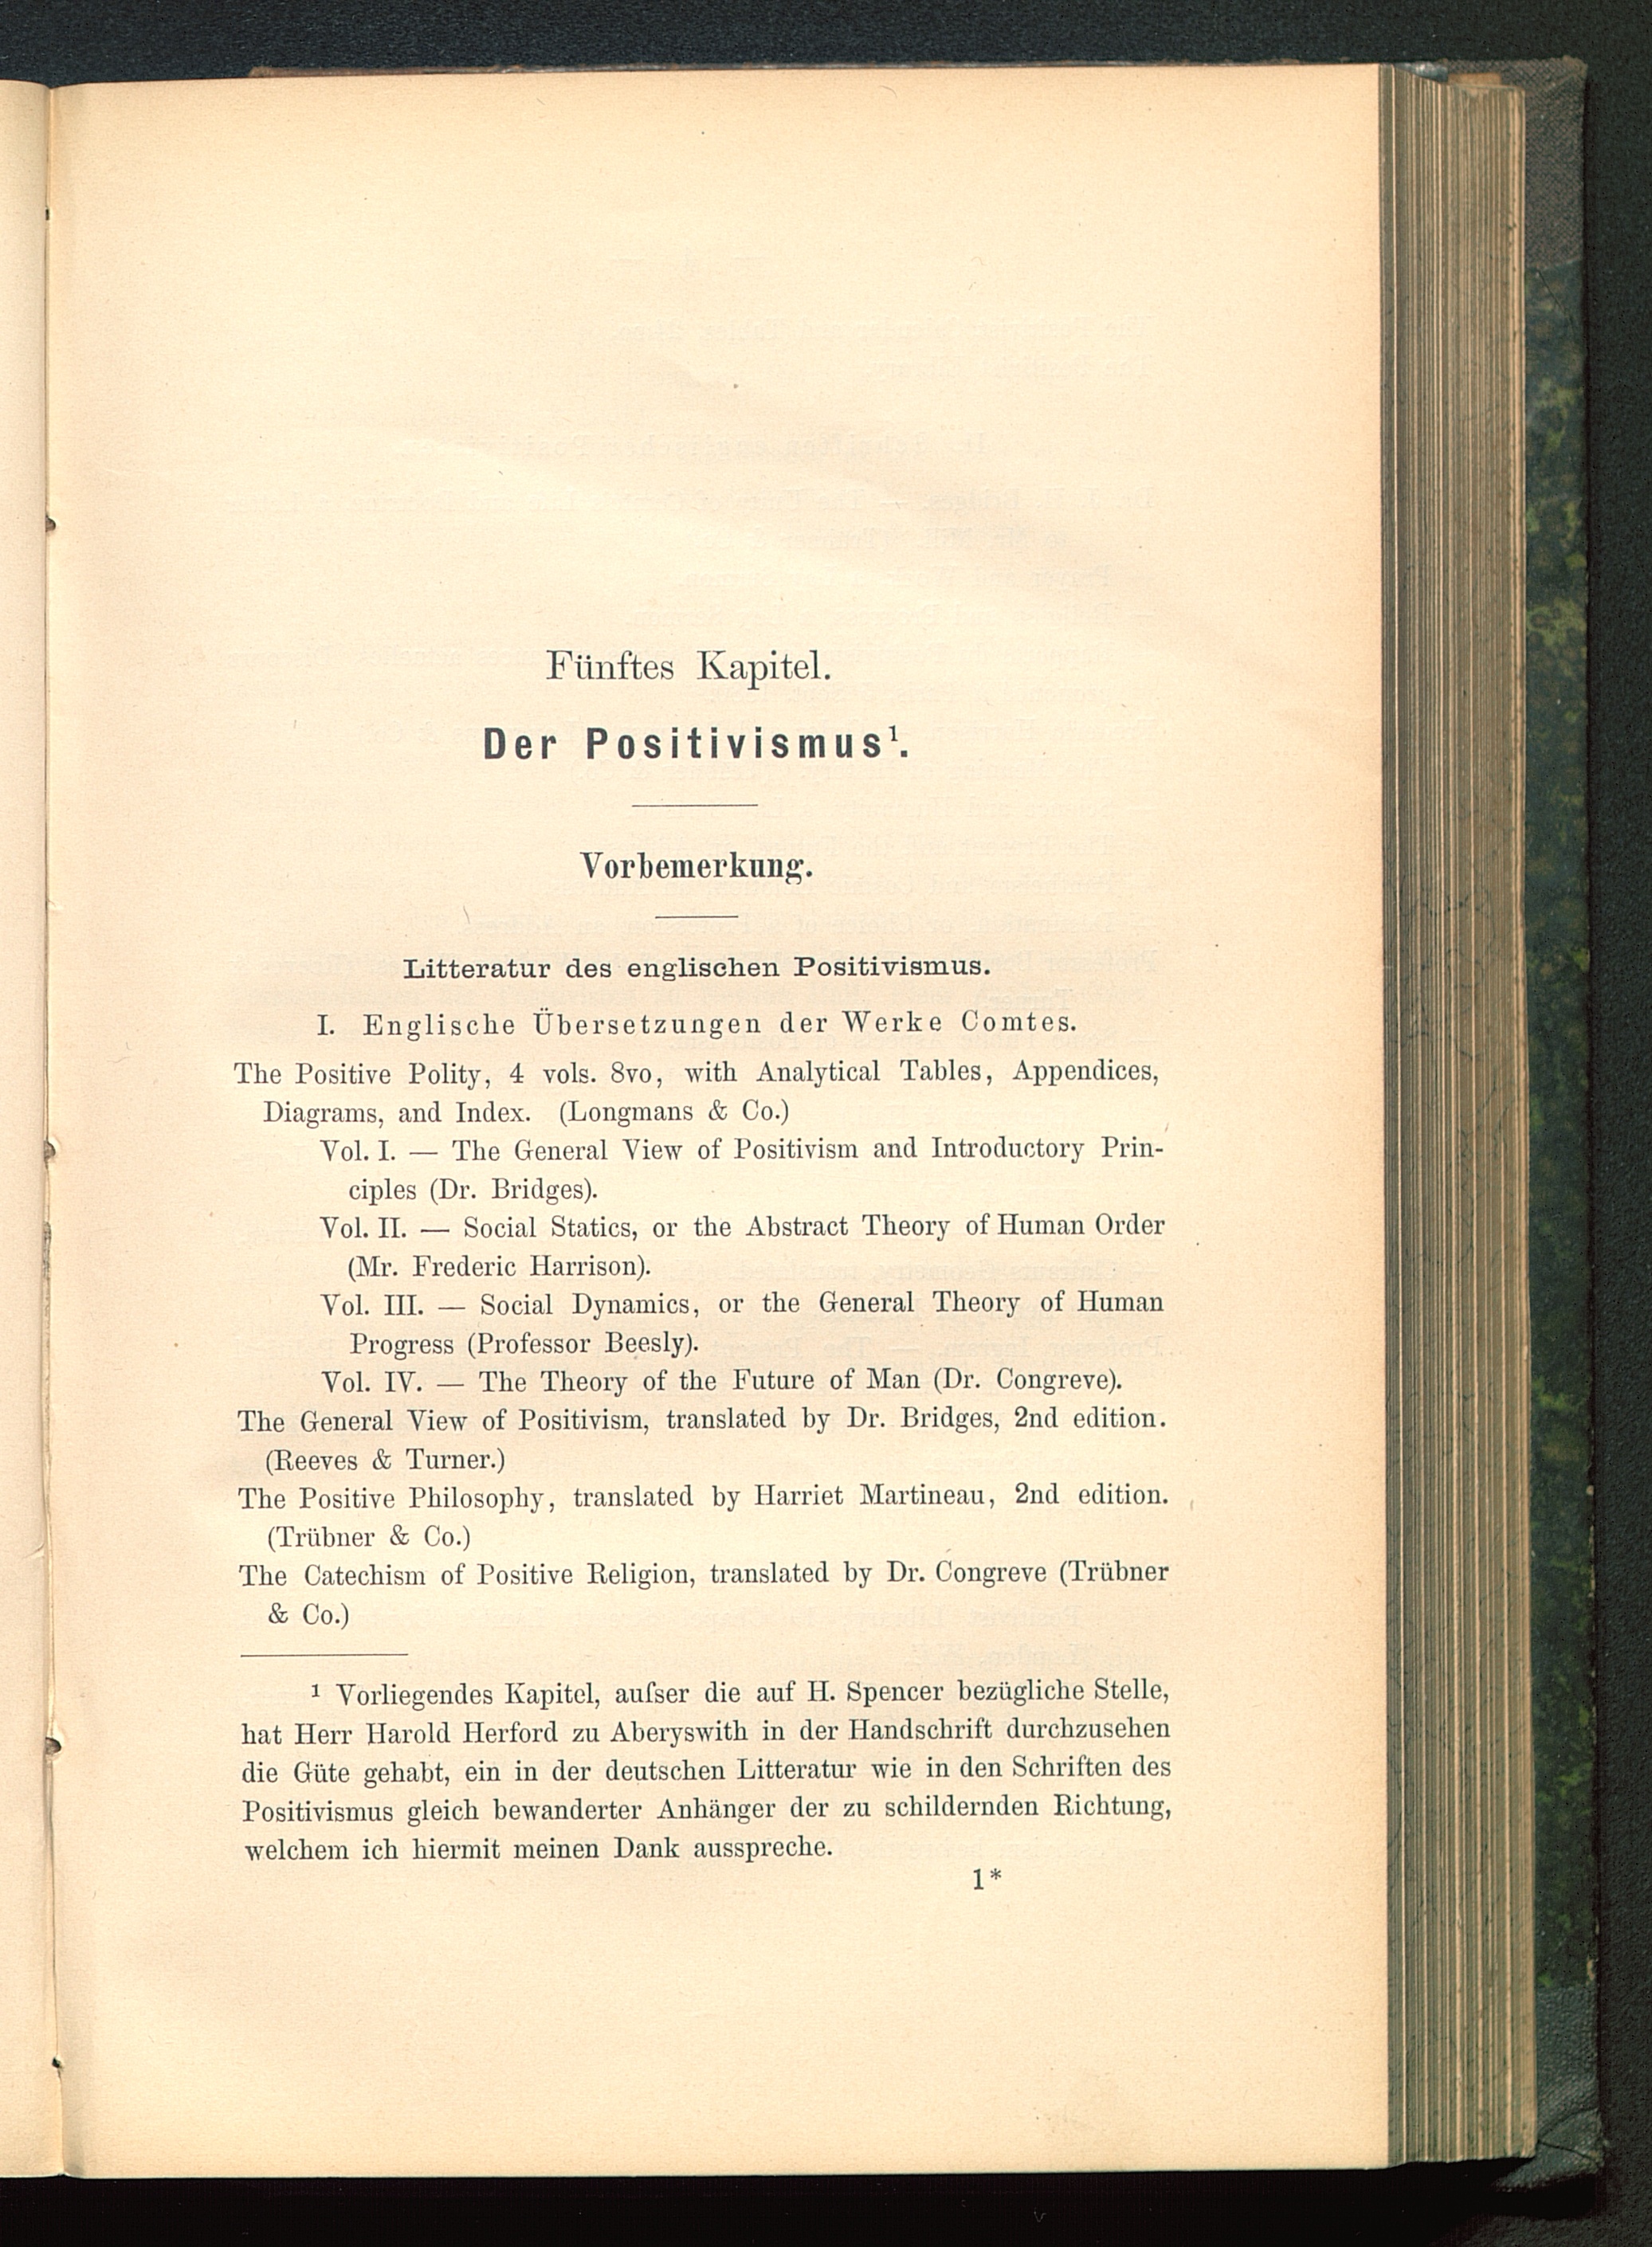 Fünftes Kapitel.
Der Positivismus¹.
Vorbemerkung.
Litteratur des englischen Positivismus.
I. Englische Übersetzungen der Werke Comtes.
The Positive Polity, 4 vols. 8vo, with Analytical Tables, Appendices,
Diagrams, and Index. (Longmans & Co.)
Vol. I. — The General View of Positivism and Introductory Prin-
ciples (Dr. Bridges).
Vol. II. — Social Statics, or the Abstract Theory of Human Order
(Mr. Frederic Harrison).
Vol. III. — Social Dynamics, or the General Theory of Human
Progress (Professor Beesly).
Vol. IV. — The Theory of the Future of Man (Dr. Congreve).
The General View of Positivism, translated by Dr. Bridges, 2nd edition.
(Reeves & Turner.)
The Positive Philosophy, translated by Harriet Martineau, 2nd edition.
(Trübner & Co.)
The Catechism of Positive Religion, translated by Dr. Congreve (Trübner
& Co.)
¹ Vorliegendes Kapitel, auſser die auf H. Spencer bezügliche Stelle,
hat Herr Harold Herford zu Aberyswith in der Handschrift durchzusehen
die Güte gehabt, ein in der deutschen Litteratur wie in den Schriften des
Positivismus gleich bewanderter Anhänger der zu schildernden Richtung,
welchem ich hiermit meinen Dank ausspreche.
1*